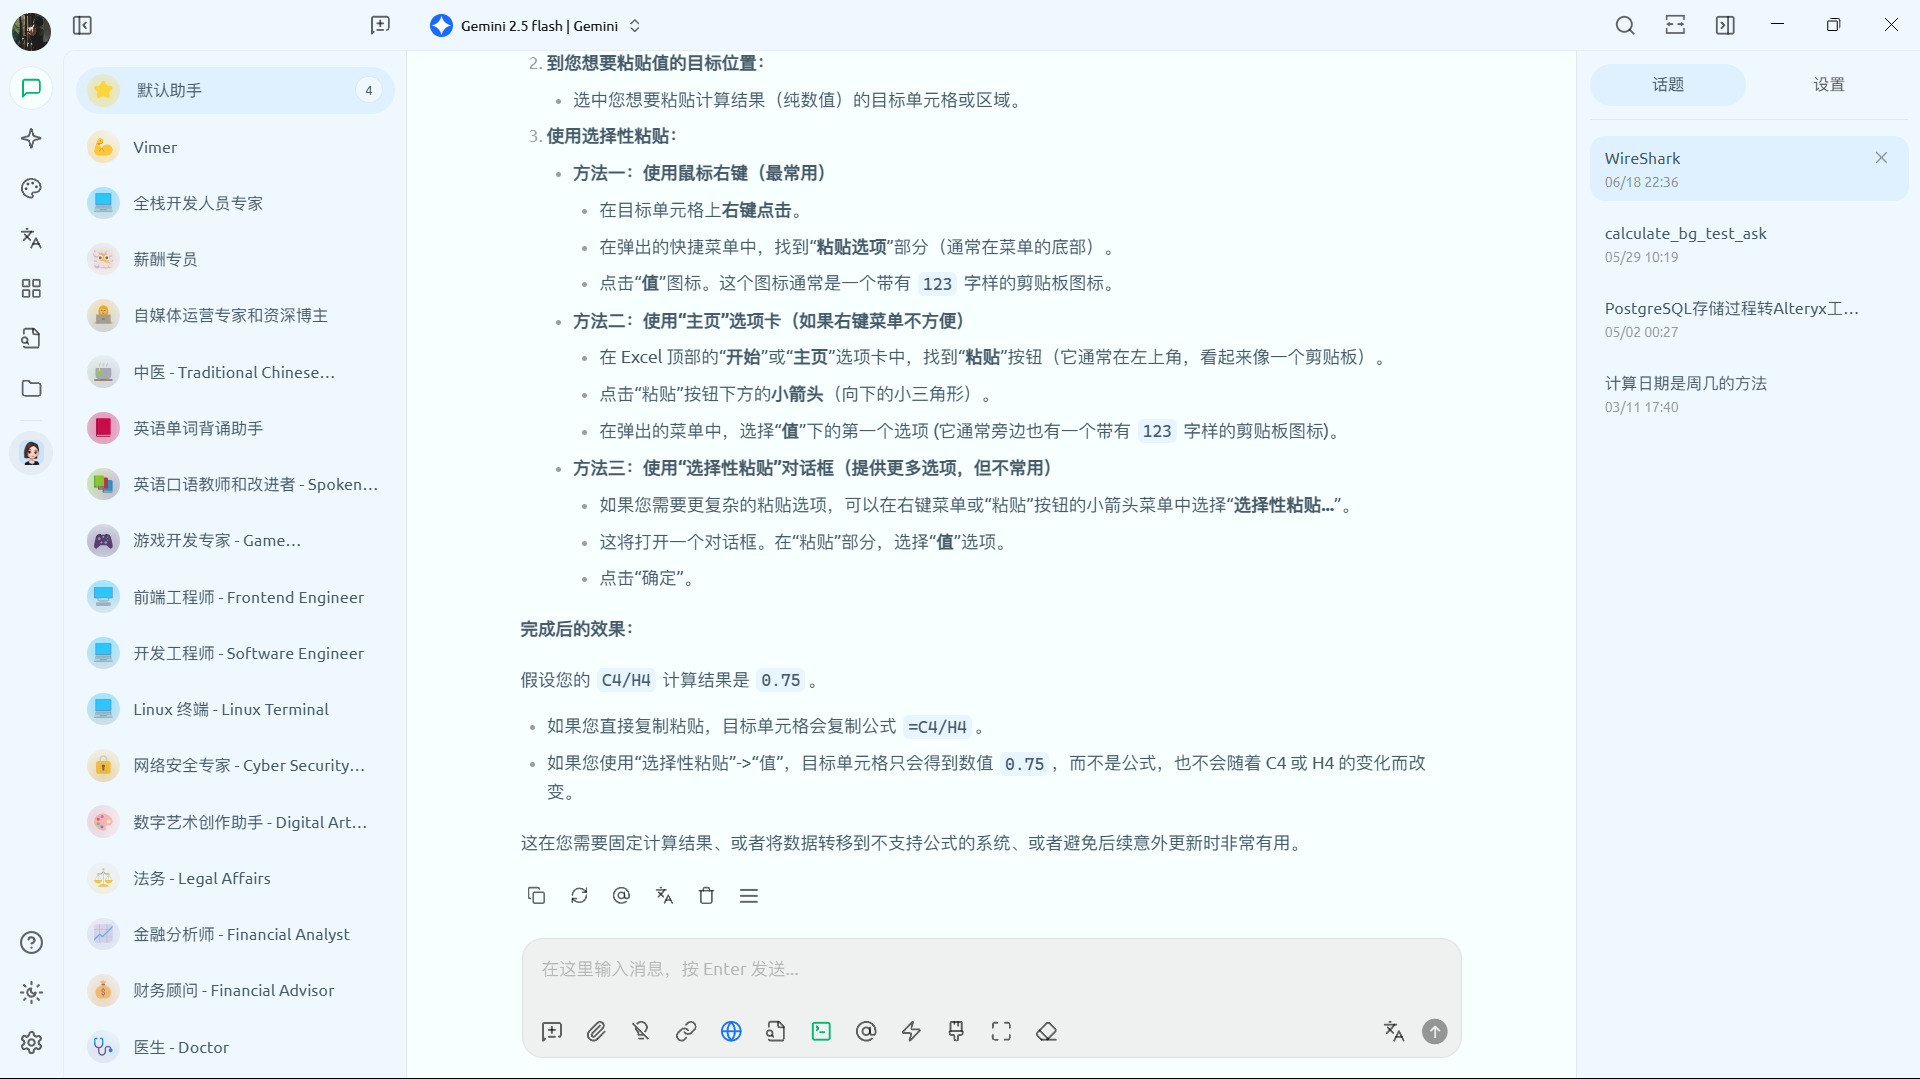 Gemini 2.5 flash | Gemini
默认助手
4
Vimer
全栈开发人员专家
薪酬专员
自媒体运营专家和资深博主
中医 - Traditional Chinese…
英语单词背诵助手
英语口语教师和改进者 - Spoken…
游戏开发专家 - Game…
前端工程师 - Frontend Engineer
开发工程师 - Software Engineer
Linux 终端 - Linux Terminal
网络安全专家 - Cyber Security…
数字艺术创作助手 - Digital Art…
法务 - Legal Affairs
金融分析师 - Financial Analyst
财务顾问 - Financial Advisor
医生 - Doctor
2. 到您想要粘贴值的目标位置：
• 选中您想要粘贴计算结果（纯数值）的目标单元格或区域。
3. 使用选择性粘贴：
• 方法一：使用鼠标右键（最常用）
• 在目标单元格上右键点击。
• 在弹出的快捷菜单中，找到“粘贴选项”部分（通常在菜单的底部）。
• 点击“值”图标。这个图标通常是一个带有 123 字样的剪贴板图标。
• 方法二：使用“主页”选项卡（如果右键菜单不方便）
• 在 Excel 顶部的“开始”或“主页”选项卡中，找到“粘贴”按钮（它通常在左上角，看起来像一个剪贴板）。
• 点击“粘贴”按钮下方的小箭头（向下的小三角形）。
• 在弹出的菜单中，选择“值”下的第一个选项 (它通常旁边也有一个带有 123 字样的剪贴板图标)。
• 方法三：使用“选择性粘贴”对话框（提供更多选项，但不常用）
• 如果您需要更复杂的粘贴选项，可以在右键菜单或“粘贴”按钮的小箭头菜单中选择“选择性粘贴...”。
• 这将打开一个对话框。在“粘贴”部分，选择“值”选项。
• 点击“确定”。
完成后的效果：
假设您的 C4/H4 计算结果是 0.75 。
• 如果您直接复制粘贴，目标单元格会复制公式 =C4/H4 。
• 如果您使用“选择性粘贴”->“值”，目标单元格只会得到数值 0.75 ，而不是公式，也不会随着 C4 或 H4 的变化而改
变。
这在您需要固定计算结果、或者将数据转移到不支持公式的系统、或者避免后续意外更新时非常有用。
在这里输入消息，按 Enter 发送...
话题
设置
WireShark
06/18 22:36
calculate_bg_test_ask
05/29 10:19
PostgreSQL存储过程转Alteryx工…
05/02 00:27
计算日期是周几的方法
03/11 17:40